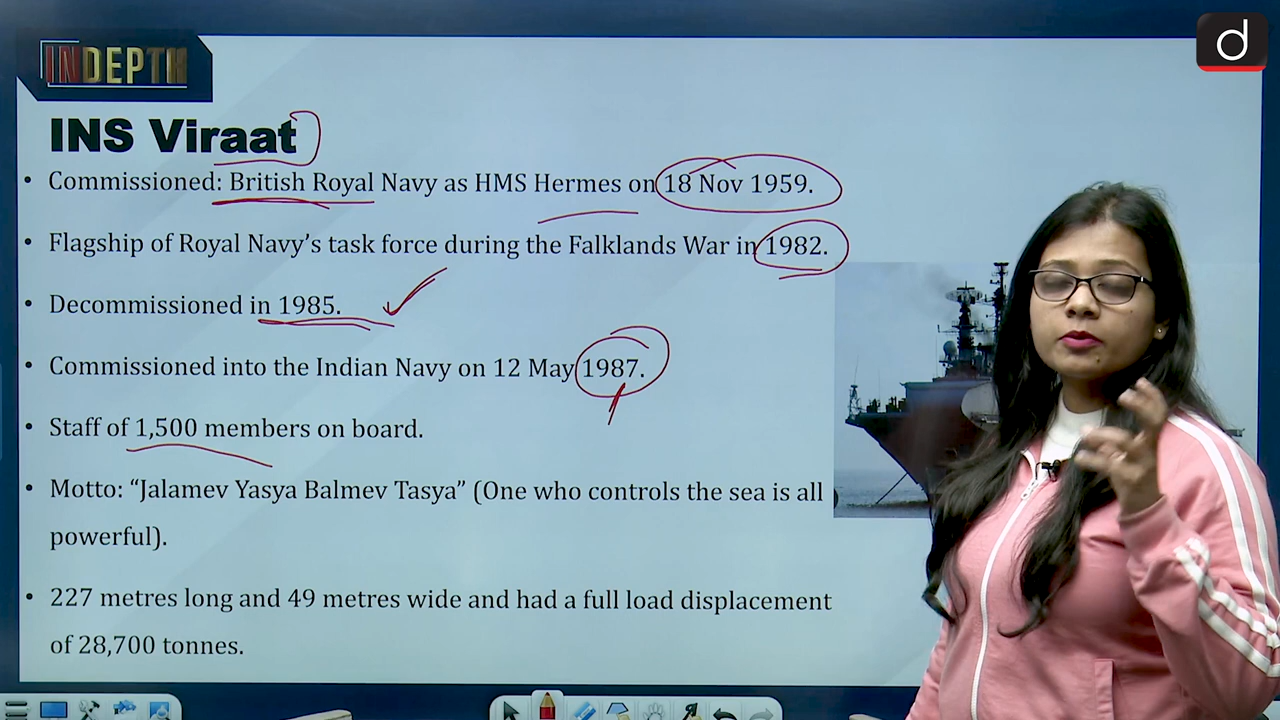 INDEPTH
d
INS Viraat
• Commissioned: British Royal Navy as HMS Hermes on 18 Nov 1959.
• Flagship of Royal Navy's task force during the Falklands War in 1982.
• Decommissioned in 1985.
• Commissioned into the Indian Navy on 12 May 1987.
• Staff of 1,500 members on board.
• Motto: “Jalamev Yasya Balmev Tasya” (One who controls the sea is all
powerful).
• 227 metres long and 49 metres wide and had a full load displacement
of 28,700 tonnes.